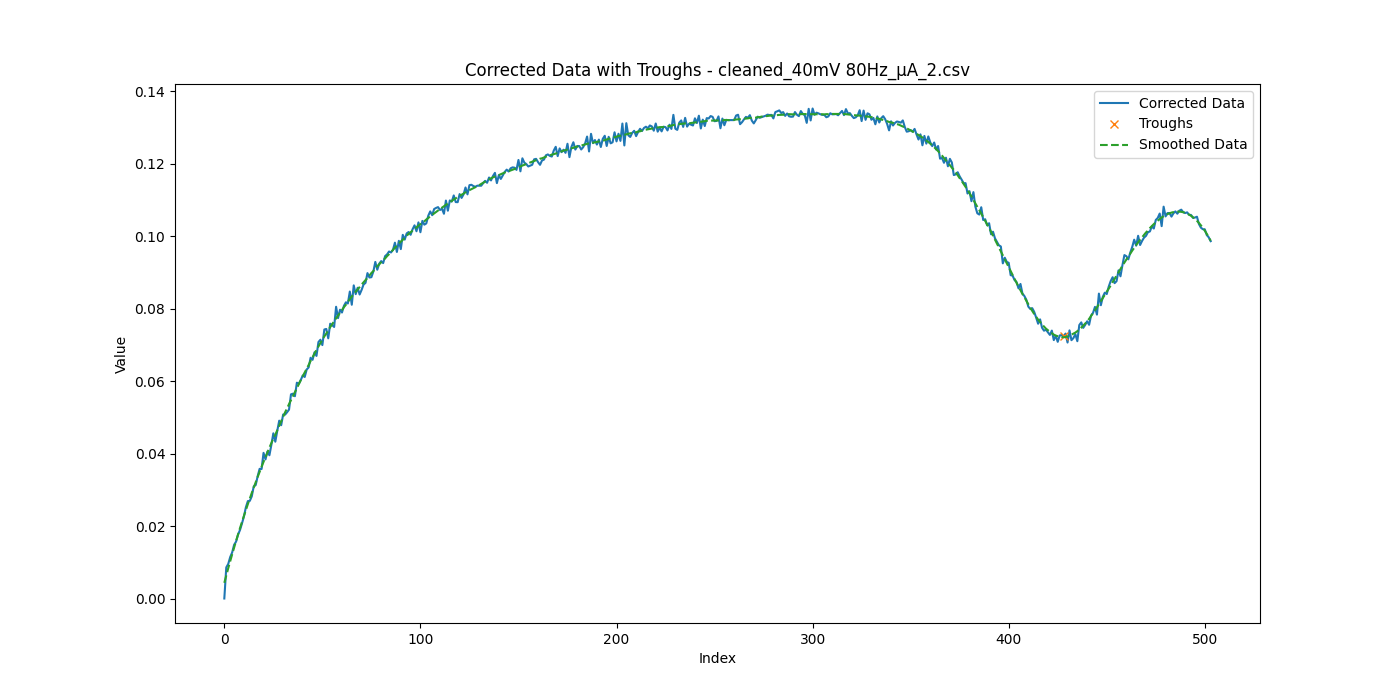 Corrected Data with Troughs - cleaned_40mV 80Hz_μA_2.csv
Corrected Data
Troughs
Smoothed Data
0.14
0.12
0.10
0.08
0.06
0.04
0.02
0.00
Value
0
100
200
300
400
500
Index